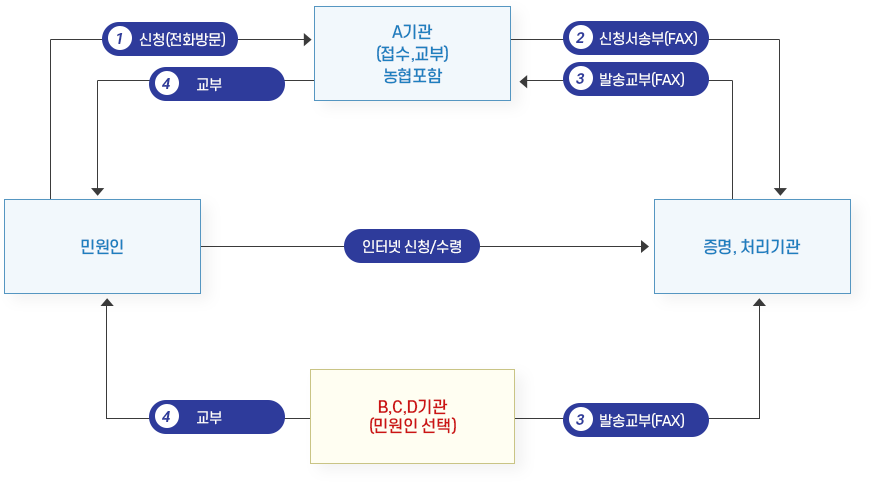 1 신청(전화방문)
A기관
(접수,교부)
농협포함
2 신청서송부(FAX)
4 교부
3 발송교부(FAX)
민원인
인터넷 신청/수령
증명, 처리기관
4 교부
B,C,D기관
(민원인 선택)
3 발송교부(FAX)